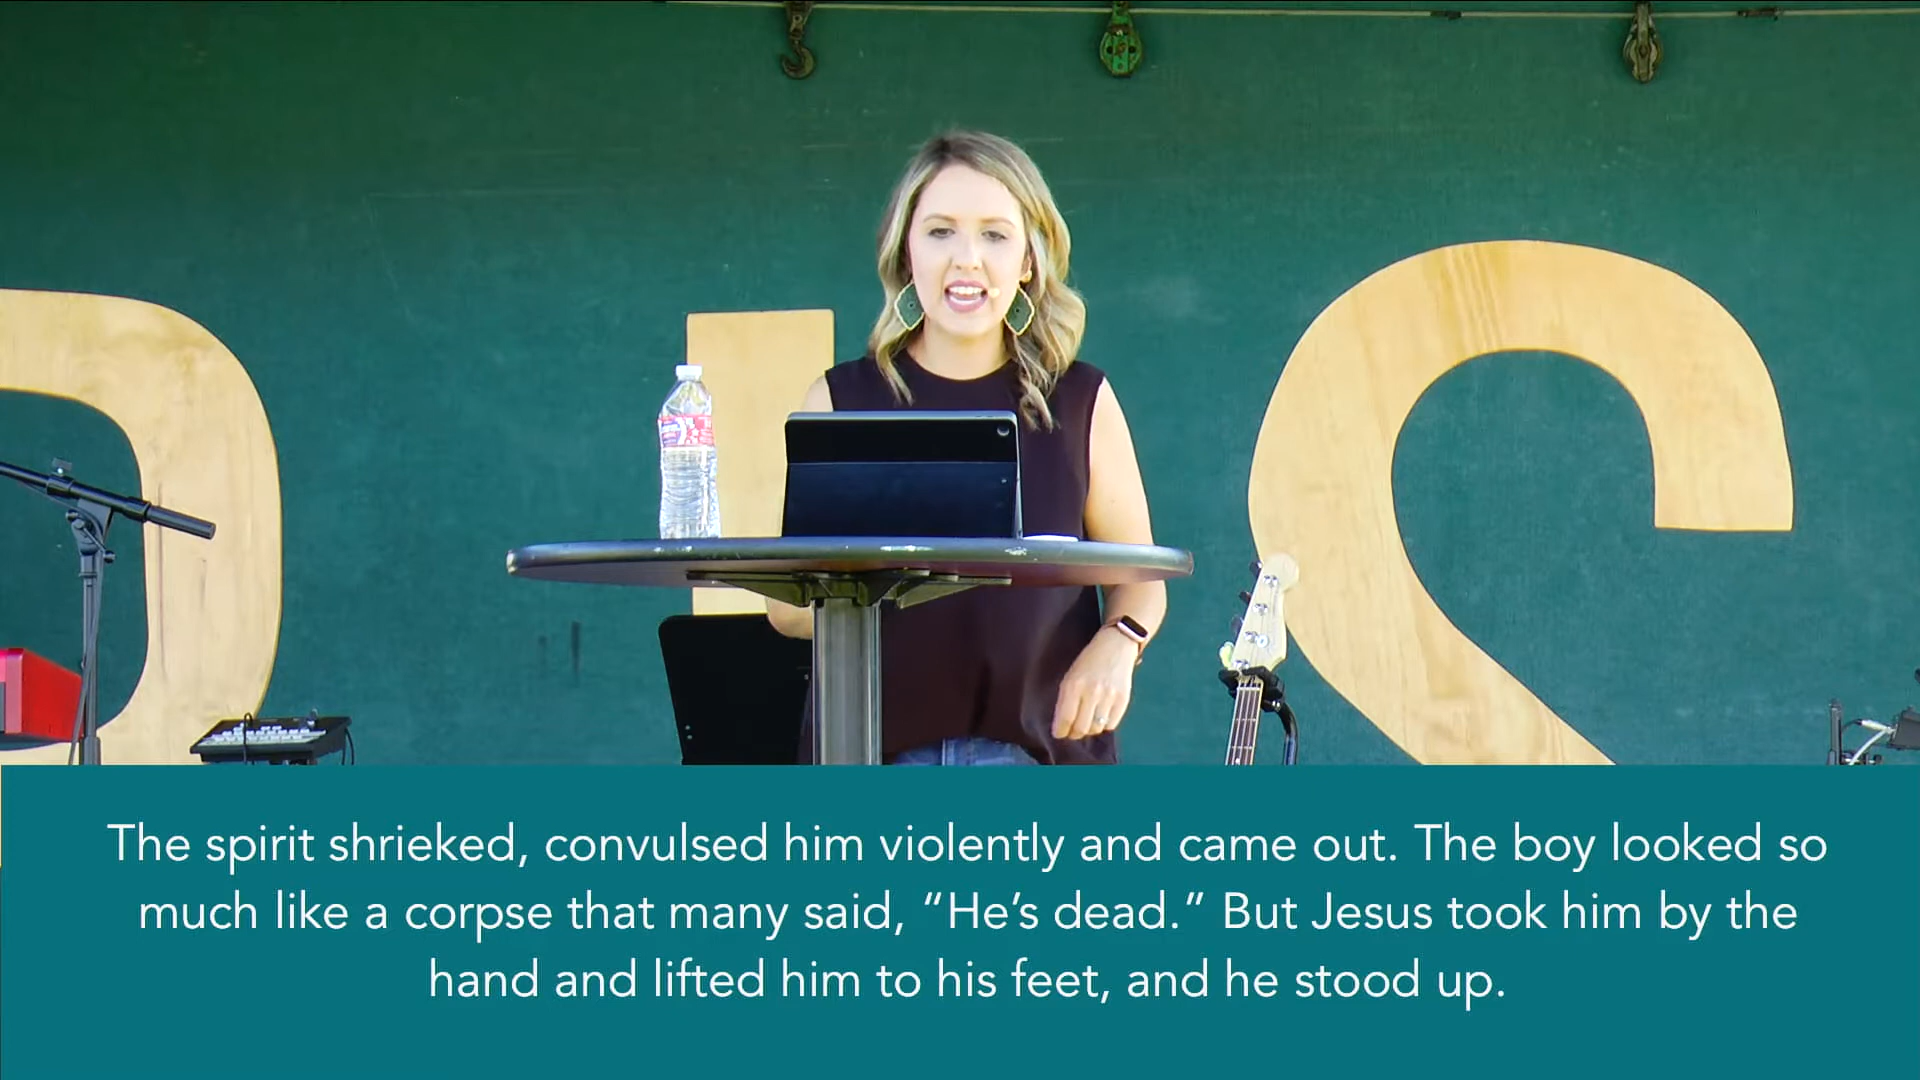 The spirit shrieked, convulsed him violently and came out. The boy looked so
much like a corpse that many said, “He’s dead.” But Jesus took him by the
hand and lifted him to his feet, and he stood up.